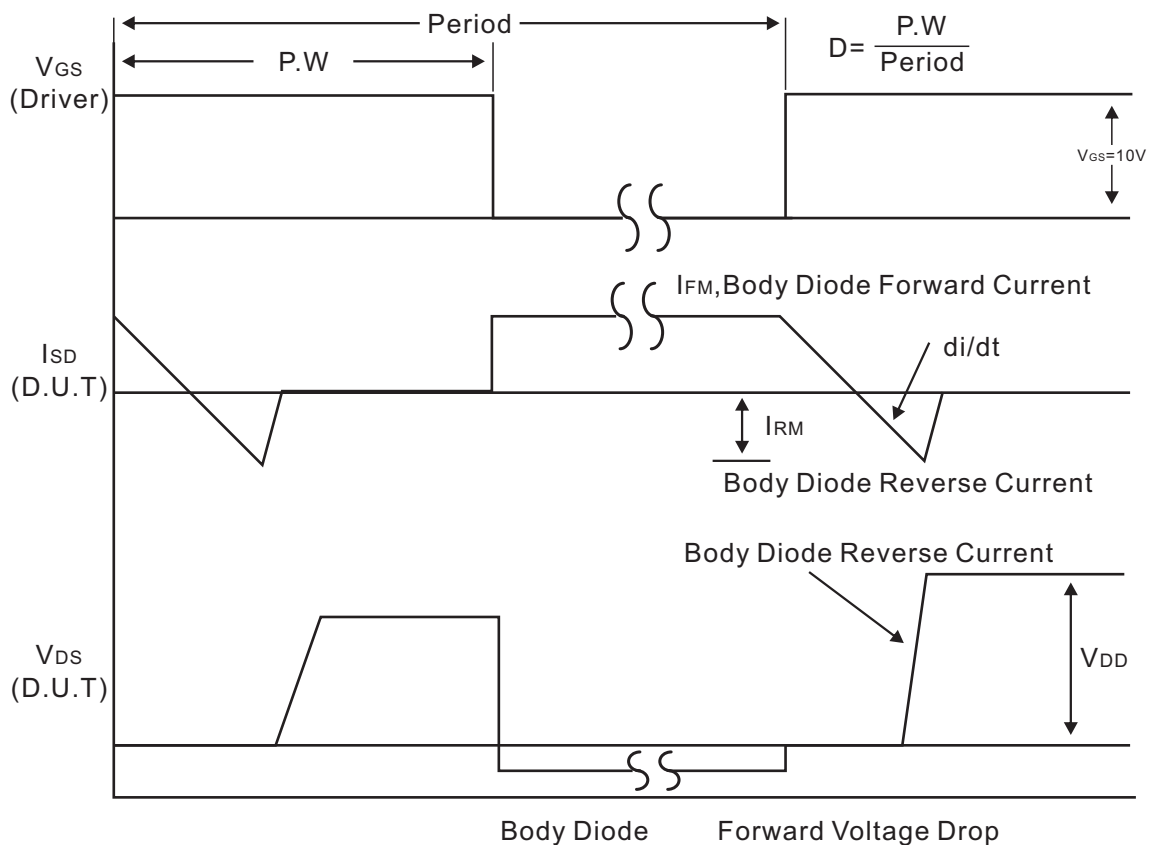 Period
P.W
D= P.W
Period
VGS
(Driver)
VGS=10V
IFM,Body Diode Forward Current
ISD
(D.U.T)
di/dt
IRM
Body Diode Reverse Current
Body Diode Reverse Current
VDS
(D.U.T)
VDD
Body Diode Forward Voltage Drop